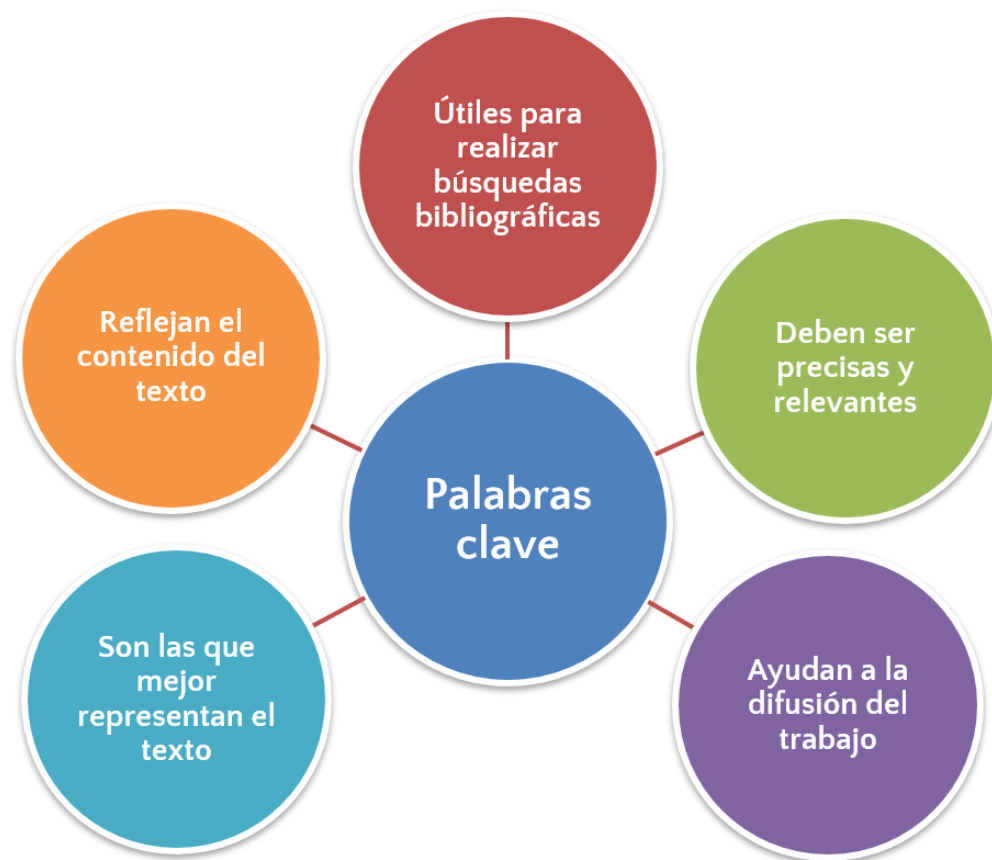 Útiles para
realizar
búsquedas
bibliográficas
Reflejan el
contenido del
texto
Deben ser
precisas y
relevantes
Palabras
clave
Son las que
mejor
representan el
texto
Ayudan a la
difusión del
trabajo